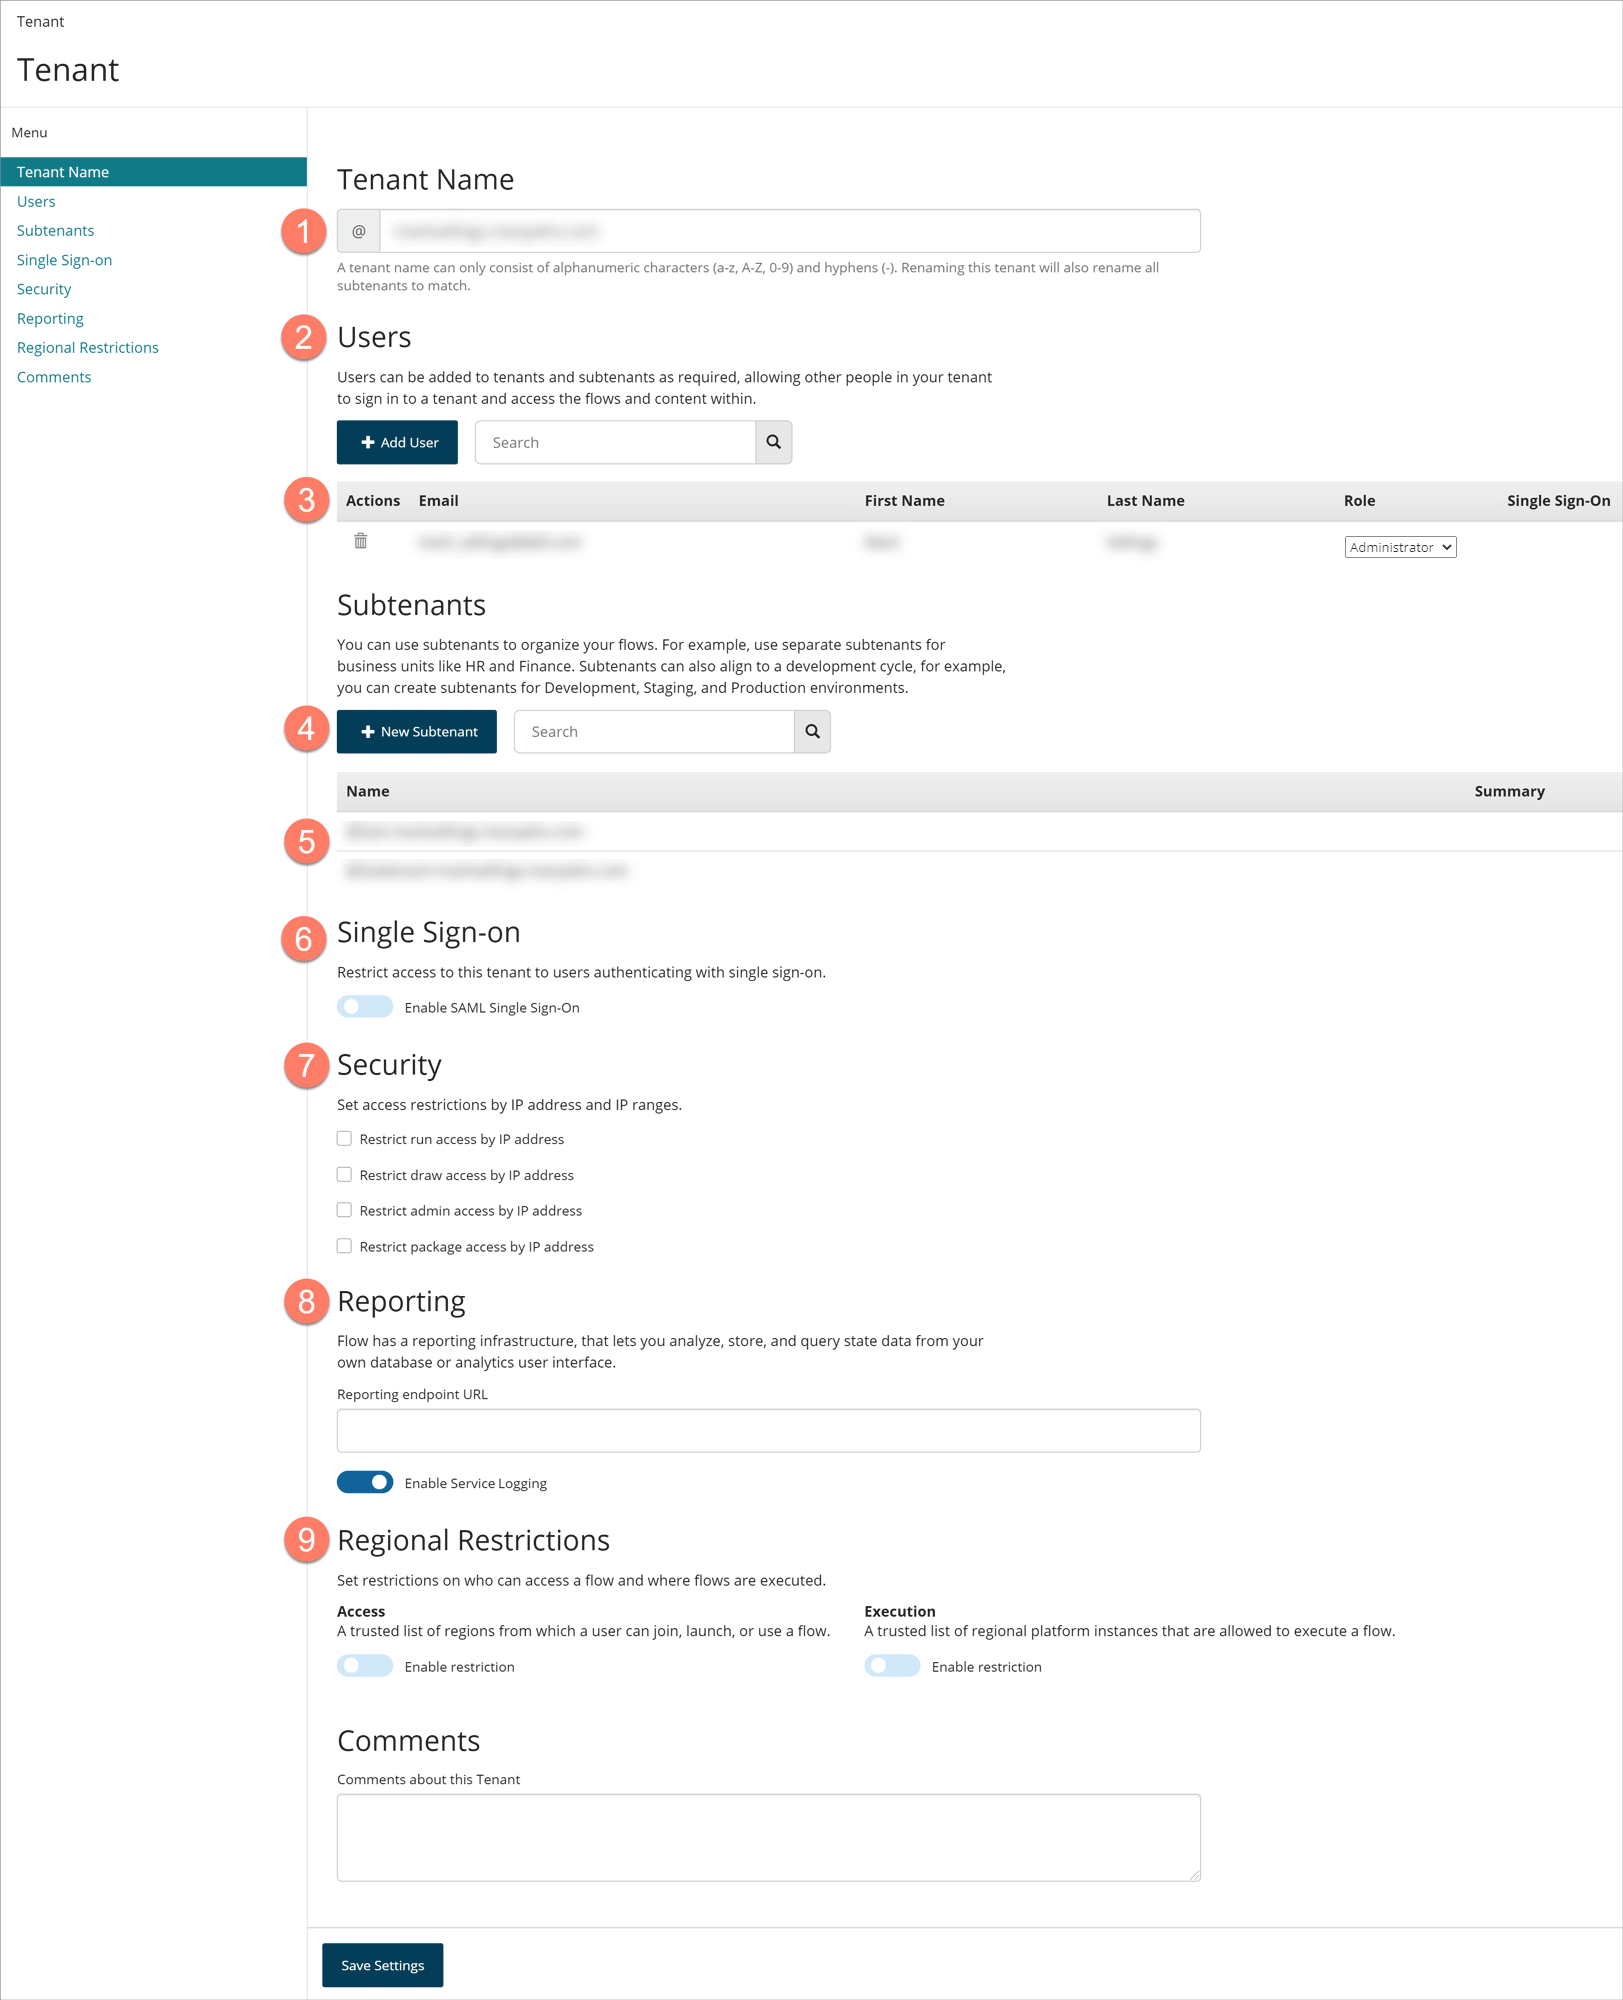 Tenant
Tenant
Menu
Tenant Name
Users
Subtenants
Single Sign-on
Security
Reporting
Regional Restrictions
Comments
Tenant Name
1
@
A tenant name can only consist of alphanumeric characters (a-z, A-Z, 0-9) and hyphens (-). Renaming this tenant will also rename all
subtenants to match.
2 Users
Users can be added to tenants and subtenants as required, allowing other people in your tenant
to sign in to a tenant and access the flows and content within.
Add User Search
3 Actions Email First Name Last Name Role Single Sign-On
Administrator
Subtenants
You can use subtenants to organize your flows. For example, use separate subtenants for
business units like HR and Finance. Subtenants can also align to a development cycle, for example,
you can create subtenants for Development, Staging, and Production environments.
4 New Subtenant Search
Name Summary
5
6 Single Sign-on
Restrict access to this tenant to users authenticating with single sign-on.
Enable SAML Single Sign-On
7 Security
Set access restrictions by IP address and IP ranges.
Restrict run access by IP address
Restrict draw access by IP address
Restrict admin access by IP address
Restrict package access by IP address
8 Reporting
Flow has a reporting infrastructure, that lets you analyze, store, and query state data from your
own database or analytics user interface.
Reporting endpoint URL
Enable Service Logging
9 Regional Restrictions
Set restrictions on who can access a flow and where flows are executed.
Access
A trusted list of regions from which a user can join, launch, or use a flow.
Enable restriction
Execution
A trusted list of regional platform instances that are allowed to execute a flow.
Enable restriction
Comments
Comments about this Tenant
Save Settings